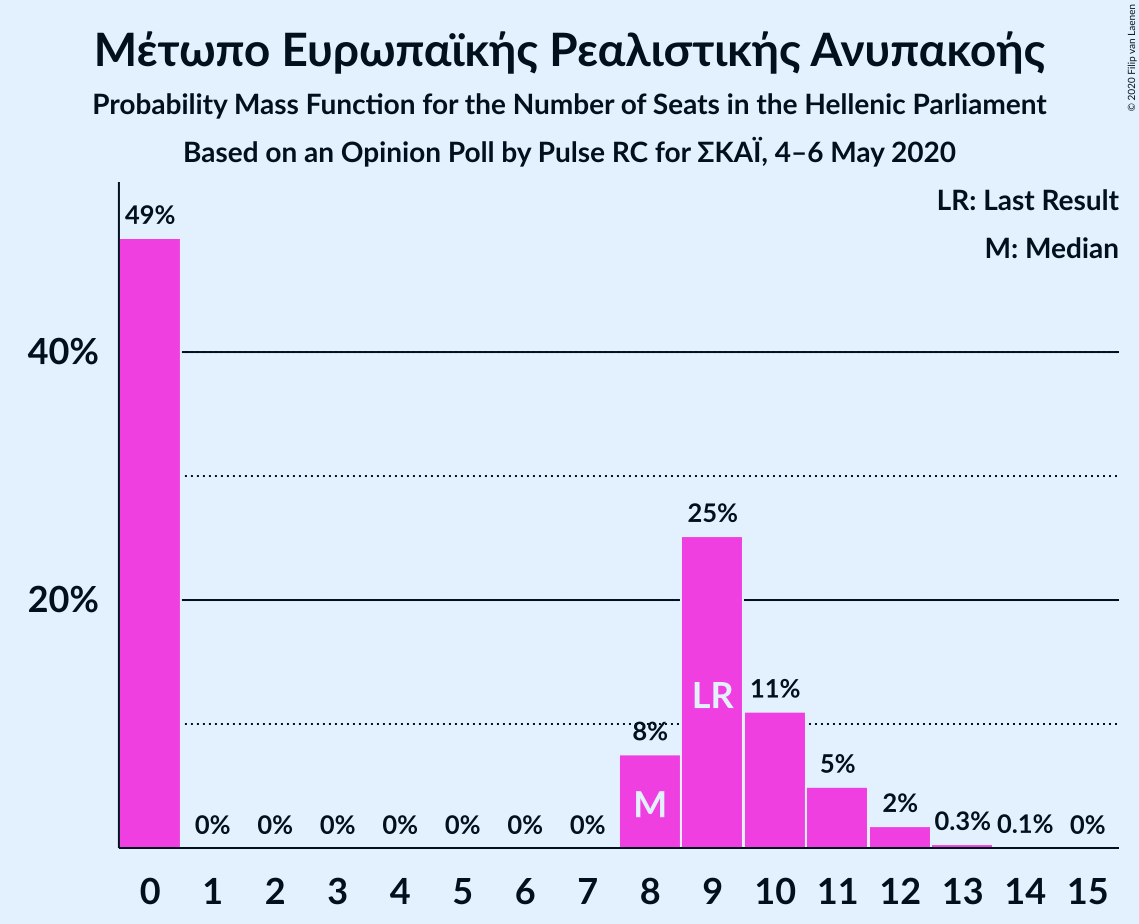 Μέτωπο Ευρωπαϊκής Ρεαλιστικής Ανυπακοής
Probability Mass Function for the Number of Seats in the Hellenic Parliament
Based on an Opinion Poll by Pulse RC for ΣΚΑΪ, 4–6 May 2020
© 2020 Filip van Laenen
LR: Last Result
M: Median
49%
40%
25%
20%
LR
11%
8%
5%
M
2%
0% 0% 0% 0% 0% 0% 0% 0.3% 0.1% 0%
0 1 2 3 4 5 6 7 8 9 10 11 12 13 14 15